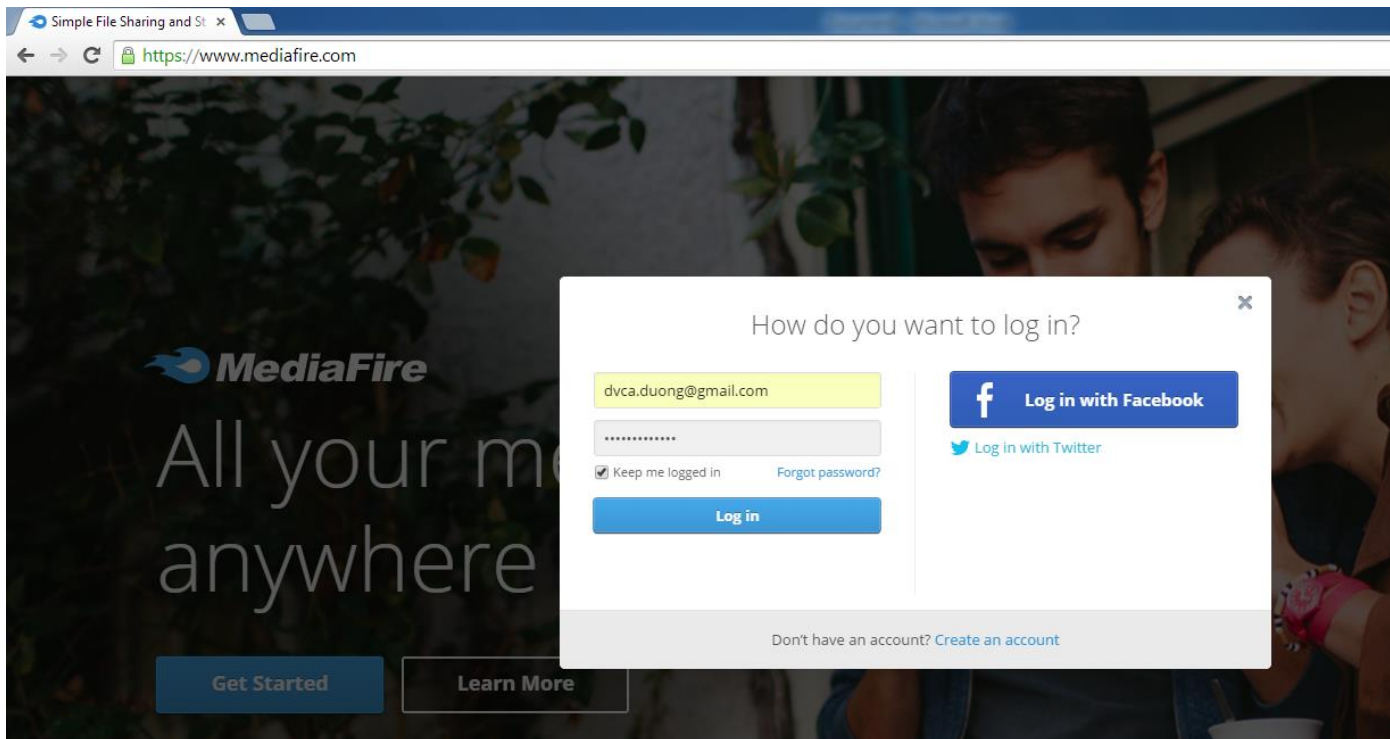 Simple File Sharing and St
https://www.mediafire.com
How do you want to log in?
MediaFire
dvca.duong@gmail.com
•••••••••••••
Keep me logged in
Forgot password?
Log in
Log in with Facebook
Log in with Twitter
All your me
anywhere
Don't have an account? Create an account
Get Started
Learn More